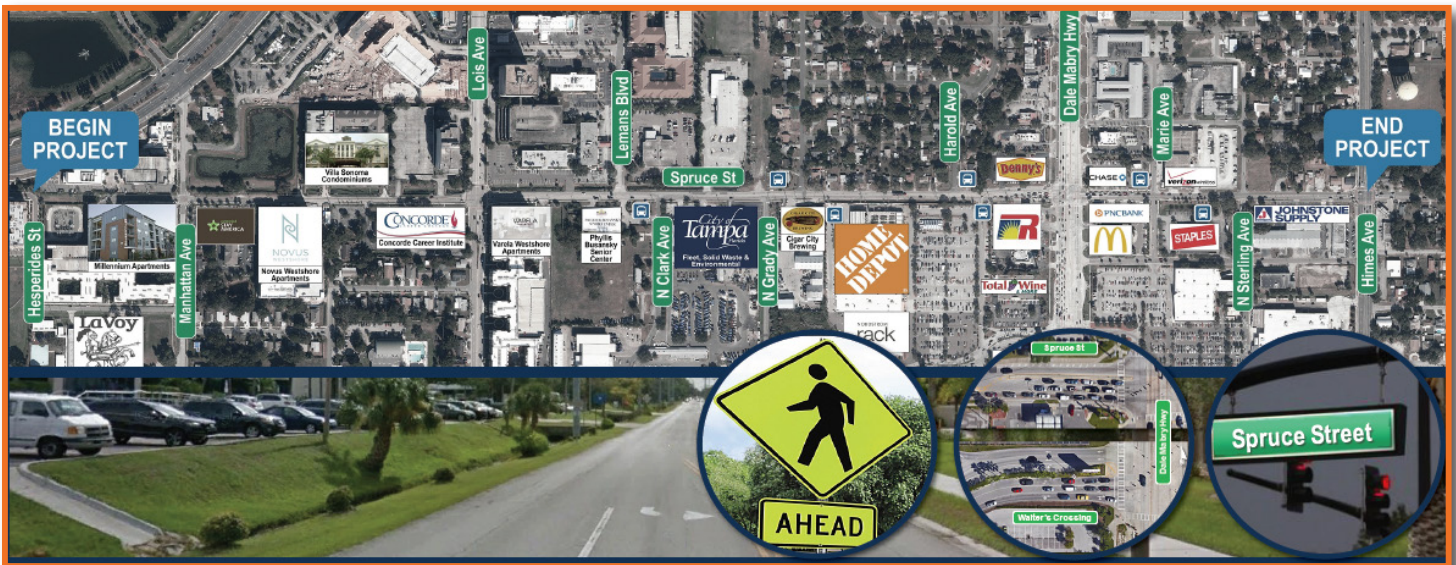 BEGIN
PROJECT
Lois Ave
Lemans Blvd
Harold Ave
Dale Mabry Hwy
Marie Ave
END
PROJECT
Villa Sonoma
Condominiums
Spruce St
Denny's
CHASE
verizon
Hesperides St
Millennium Apartments
Manhattan Ave
NOVUS
WESTSHORE
Novus Westshore
Apartments
CONCORDE
Concorde Career Institute
VARELA
Varela Westshore
Apartments
Phyllis
Busansky
Senior
Center
N Clark Ave
City of
Tampa
Florida
Fleet, Solid Waste &
Environmental
N Grady Ave
Cigar City
Brewing
HOME
DEPOT
R
PNCBANK
STAPLES
N Sterling Ave
JOHNSTONE
SUPPLY
Himes Ave
Total Wine
LaVoy
NORDSTROM
rack
AHEAD
Spruce St
Dale Mabry Hwy
Walter's Crossing
Spruce Street